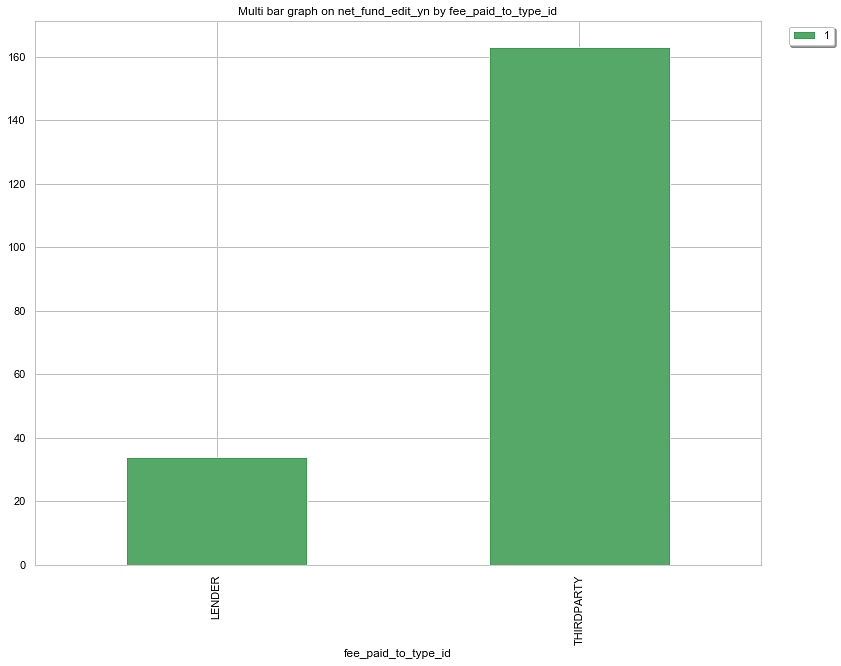 Multi bar graph on net_fund_edit_yn by fee_paid_to_type_id
1
160
140
120
100
80
60
40
20
0
LENDER
THIRDPARTY
fee_paid_to_type_id